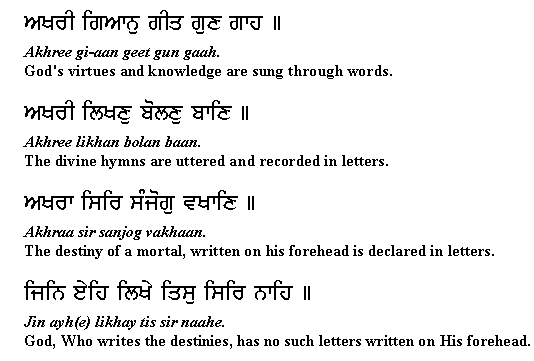 ਅਖਰੀ ਗਿਆਨੁ ਗੀਤ ਗੁਣ ਗਾਹ ॥
Akhree gi-aan geet gun gaah.
God's virtues and knowledge are sung through words.
ਅਖਰੀ ਲਿਖਣੁ ਬੋਲਣੁ ਬਾਣਿ ॥
Akhree likhan bolan baan.
The divine hymns are uttered and recorded in letters.
ਅਖਰਾ ਸਿਰਿ ਸੰਜੋਗੁ ਵਖਾਣਿ ॥
Akhraa sir sanjog vakhaan.
The destiny of a mortal, written on his forehead is declared in letters.
ਜਿਨਿ ਏਹਿ ਲਿਖੇ ਤਿਸੁ ਸਿਰਿ ਨਾਹਿ ॥
Jin ayh(e) likhay tis sir naahe.
God, Who writes the destinies, has no such letters written on His forehead.